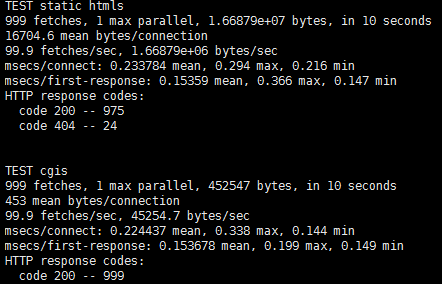 TEST static htmls
999 fetches, 1 max parallel, 1.66879e+07 bytes, in 10 seconds
16704.6 mean bytes/connection
99.9 fetches/sec, 1.66879e+06 bytes/sec
msecs/connect: 0.233784 mean, 0.294 max, 0.216 min
msecs/first-response: 0.15359 mean, 0.366 max, 0.147 min
HTTP response codes:
  code 200 -- 975
  code 404 -- 24
TEST cgis
999 fetches, 1 max parallel, 452547 bytes, in 10 seconds
453 mean bytes/connection
99.9 fetches/sec, 45254.7 bytes/sec
msecs/connect: 0.224437 mean, 0.338 max, 0.144 min
msecs/first-response: 0.153678 mean, 0.199 max, 0.149 min
HTTP response codes:
  code 200 -- 999